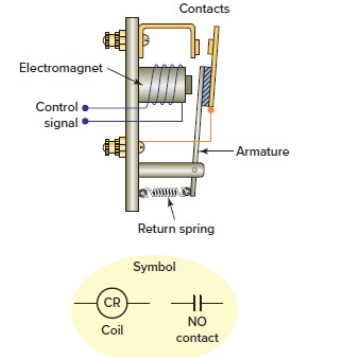 Contacts
Electromagnet
Control
signal
Armature
Return spring
Symbol
CR
Coil
NO
contact